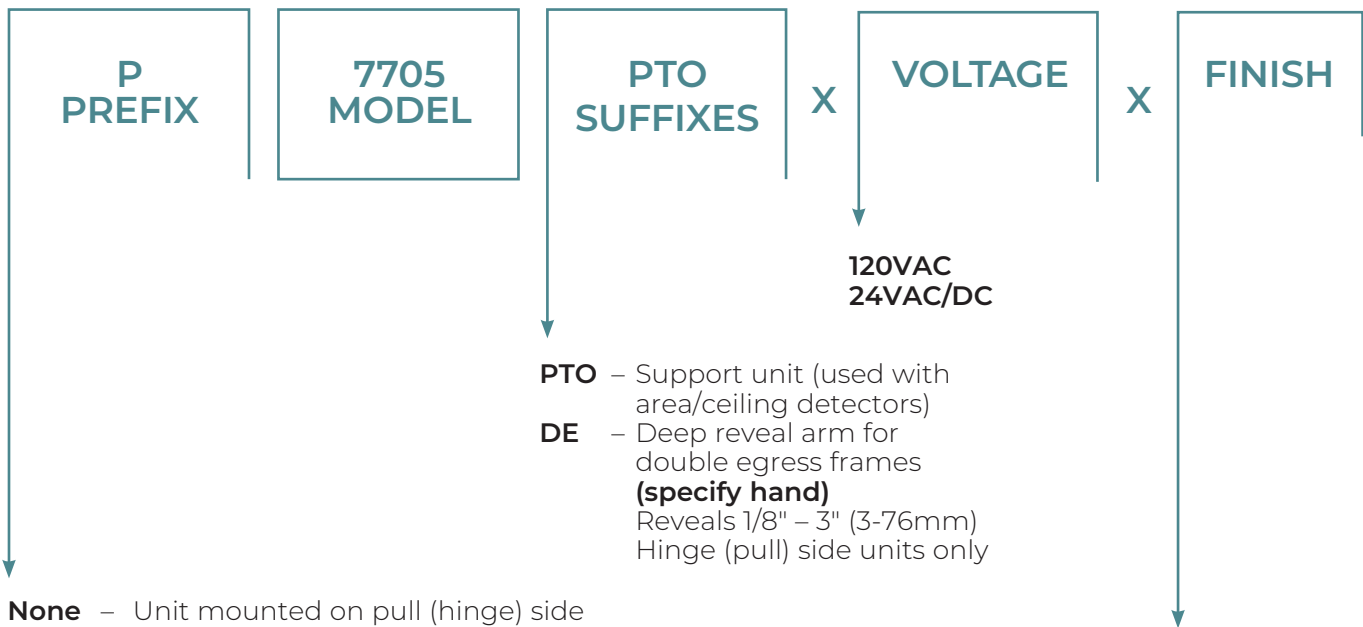 P
PREFIX
7705
MODEL
PTO
SUFFIXES
X
VOLTAGE
X
FINISH
120VAC
24VAC/DC
PTO – Support unit (used with
area/ceiling detectors)
DE – Deep reveal arm for
double egress frames
(specify hand)
Reveals 1/8" – 3" (3-76mm)
Hinge (pull) side units only
None – Unit mounted on pull (hinge) side